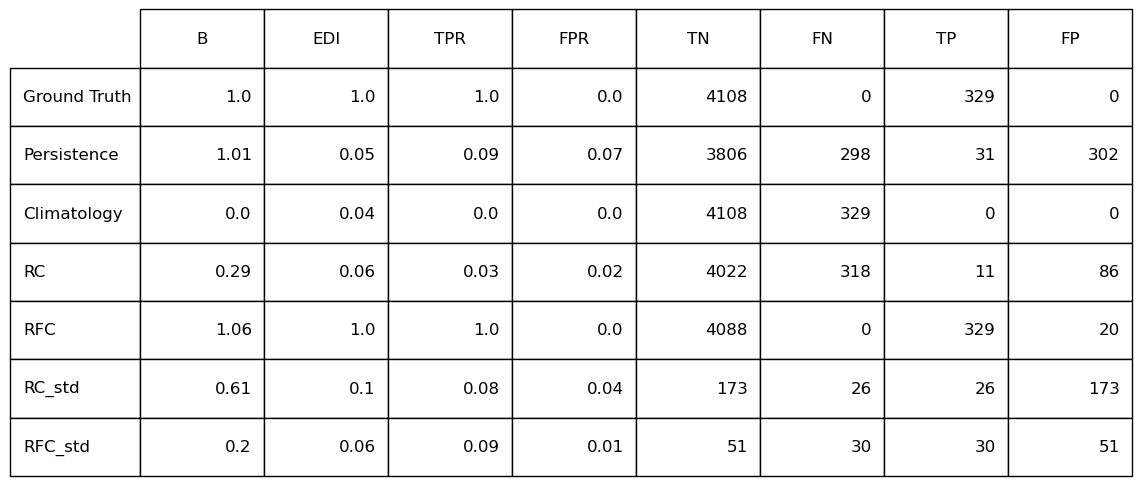 B EDI TPR FPR TN FN TP FP
Ground Truth 1.0 1.0 1.0 0.0 4108 0 329 0
Persistence 1.01 0.05 0.09 0.07 3806 298 31 302
Climatology 0.0 0.04 0.0 0.0 4108 329 0 0
RC 0.29 0.06 0.03 0.02 4022 318 11 86
RFC 1.06 1.0 1.0 0.0 4088 0 329 20
RC_std 0.61 0.1 0.08 0.04 173 26 26 173
RFC_std 0.2 0.06 0.09 0.01 51 30 30 51